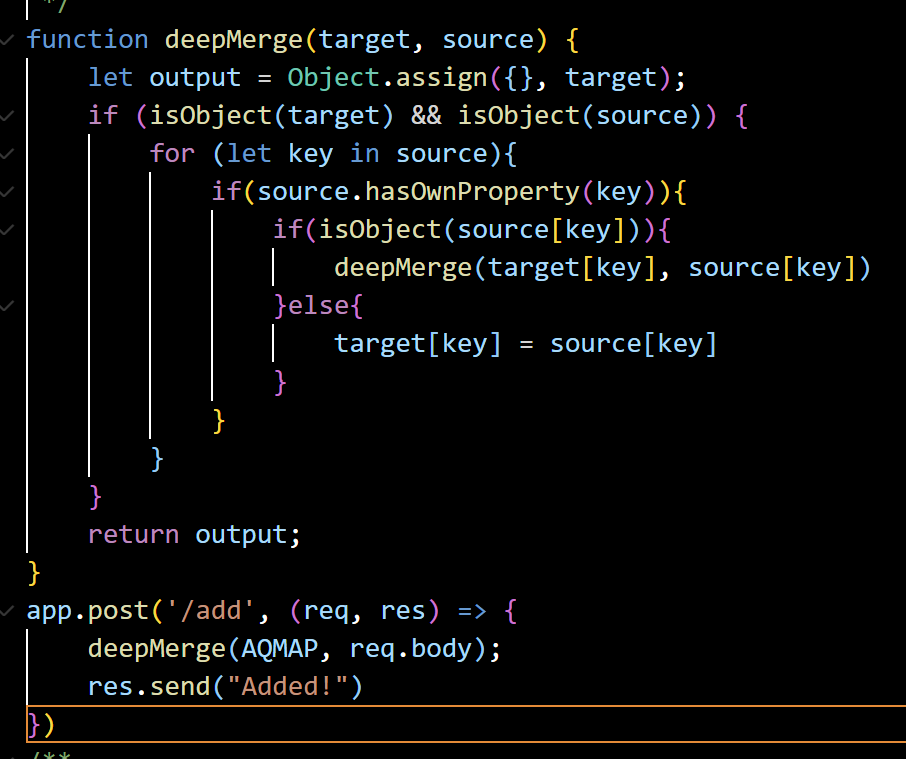 */
function deepMerge(target, source) {
    let output = Object.assign({}, target);
    if (isObject(target) && isObject(source)) {
        for (let key in source){
            if(source.hasOwnProperty(key)){
                if(isObject(source[key])){
                    deepMerge(target[key], source[key])
                }else{
                    target[key] = source[key]
                }
            }
        }
    }
    return output;
}
app.post('/add', (req, res) => {
    deepMerge(AQMAP, req.body);
    res.send("Added!")
})
/**